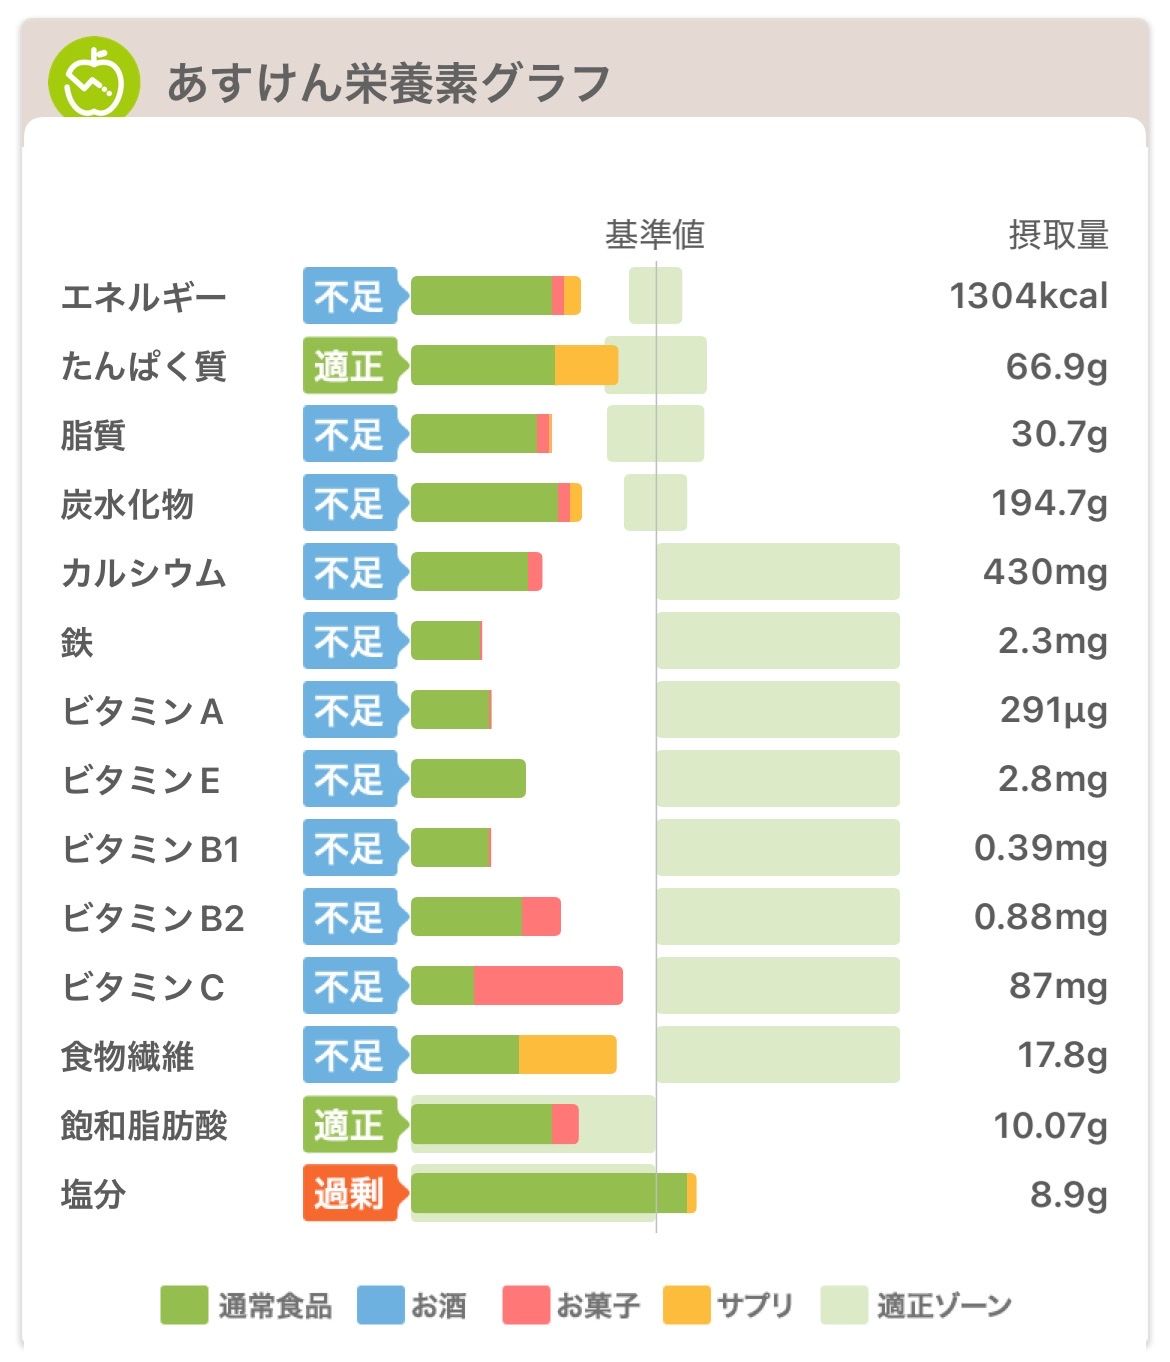 あすけん栄養素グラフ
基準値 摂取量
エネルギー 不足 1304kcal
たんぱく質 適正 66.9g
脂質 不足 30.7g
炭水化物 不足 194.7g
カルシウム 不足 430mg
鉄 不足 2.3mg
ビタミンA 不足 291µg
ビタミンE 不足 2.8mg
ビタミンB1 不足 0.39mg
ビタミンB2 不足 0.88mg
ビタミンC 不足 87mg
食物繊維 不足 17.8g
飽和脂肪酸 適正 10.07g
塩分 過剰 8.9g
通常食品 お酒 お菓子 サプリ 適正ゾーン